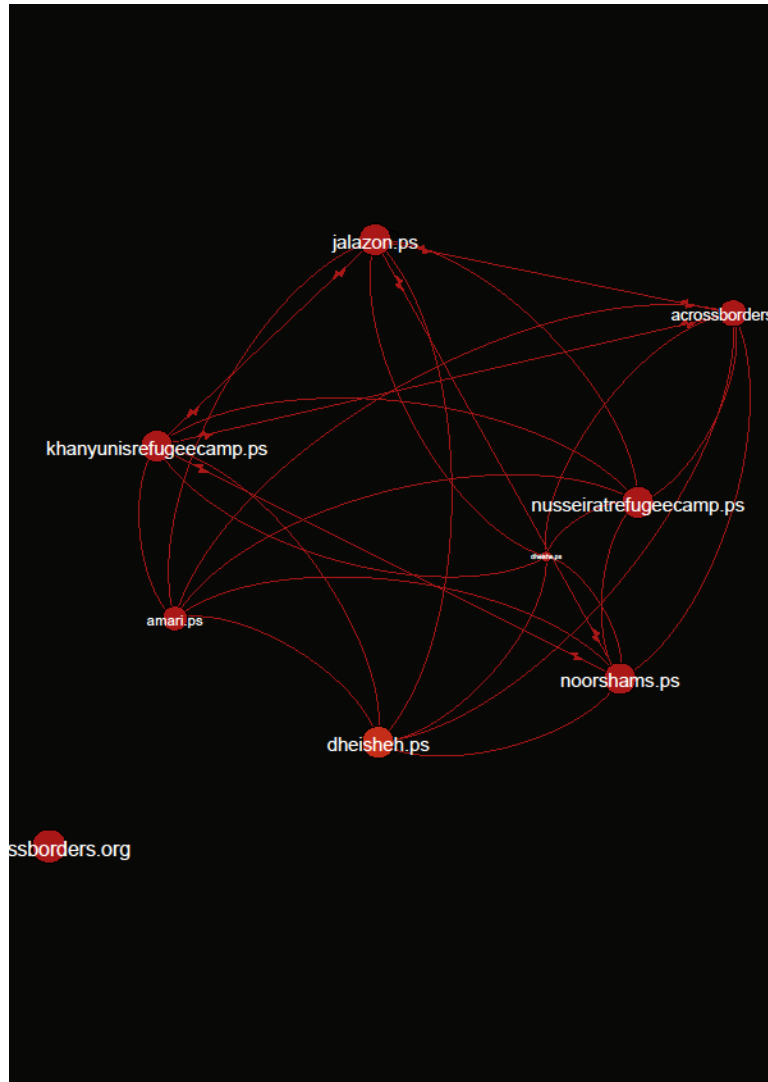 jalazon.ps
acrossborders
khanyunisrefugeecamp.ps
nusseiratrefugeecamp.ps
amari.ps
noorshams.ps
dheisheh.ps
ssborders.org